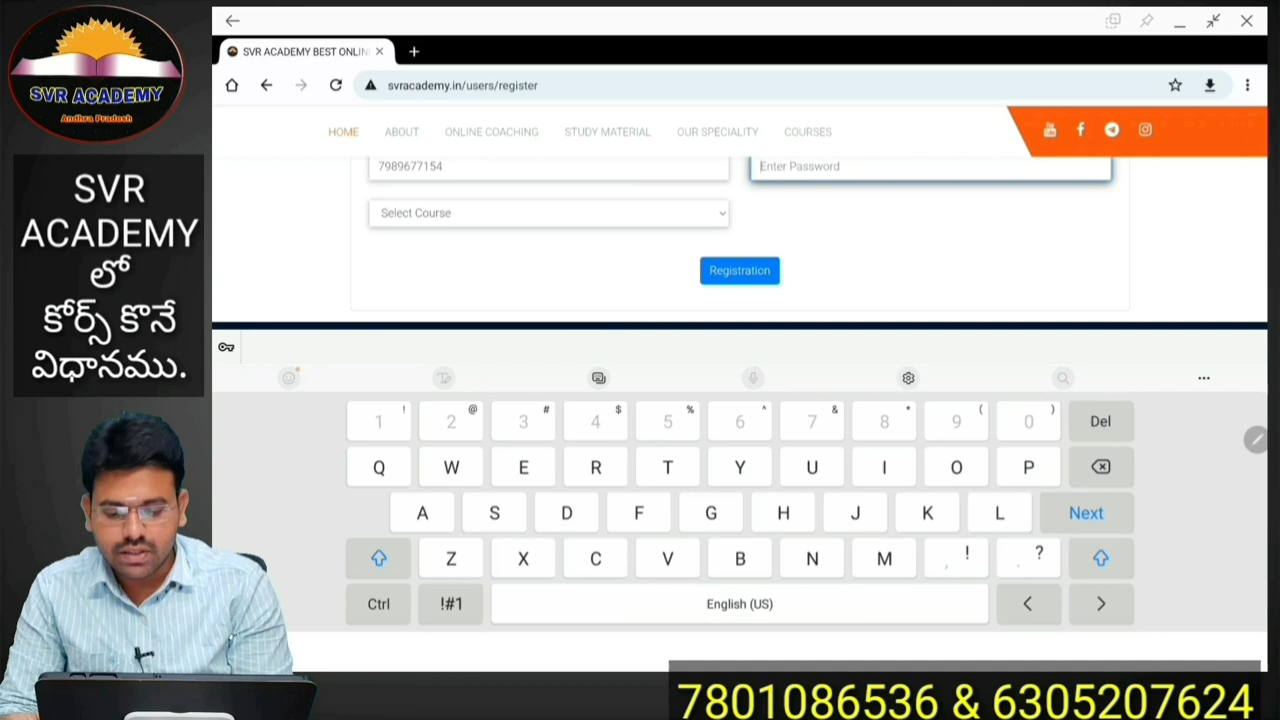 SVR ACADEMY
Andhra Pradesh
SVR
ACADEMY
లో
కోర్స్ కొనే
విధానము.
SVR ACADEMY BEST ONLIN
svracademy.in/users/register
HOME ABOUT ONLINE COACHING STUDY MATERIAL OUR SPECIALITY COURSES
7989677154 Enter Password
Select Course
Registration
1 ! 2 @ 3 # 4 $ 5 % 6 ^ 7 & 8 * 9 ( 0 ) Del
Q W E R T Y U I O P
A S D F G H J K L Next
Z X C V B N M , ! . ?
Ctrl !#1 English (US) < >
7801086536 & 6305207624